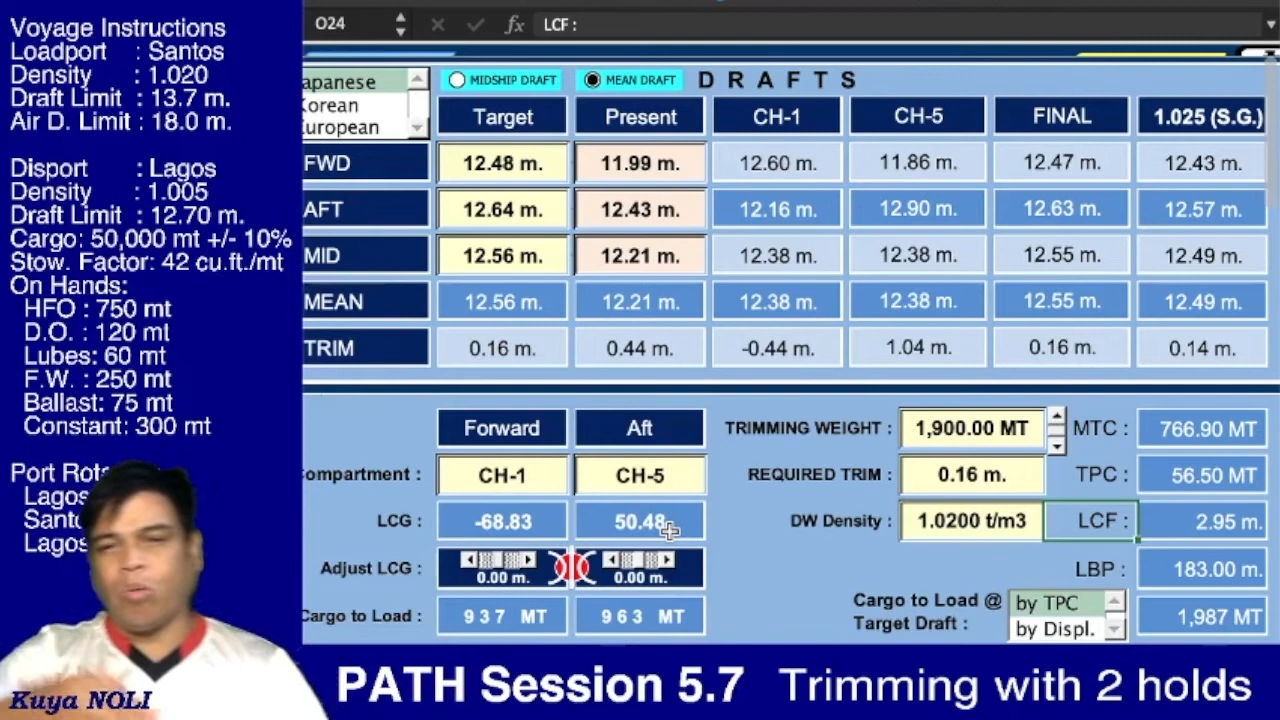 Voyage Instructions
Loadport : Santos
Density : 1.020
Draft Limit : 13.7 m.
Air D. Limit : 18.0 m.
Disport : Lagos
Density : 1.005
Draft Limit : 12.70 m.
Cargo: 50,000 mt +/- 10%
Stow. Factor: 42 cu.ft./mt
On Hands:
HFO : 750 mt
D.O. : 120 mt
Lubes: 60 mt
F.W. : 250 mt
Ballast: 75 mt
Constant: 300 mt
Port Rota
Lagos
Santo
Lagos
Kuya NOLI
O24 fx LCF :
apanese
Korean
European
MIDSHIP DRAFT MEAN DRAFT D R A F T S
Target Present CH-1 CH-5 FINAL 1.025 (S.G.)
FWD 12.48 m. 11.99 m. 12.60 m. 11.86 m. 12.47 m. 12.43 m.
AFT 12.64 m. 12.43 m. 12.16 m. 12.90 m. 12.63 m. 12.57 m.
MID 12.56 m. 12.21 m. 12.38 m. 12.38 m. 12.55 m. 12.49 m.
MEAN 12.56 m. 12.21 m. 12.38 m. 12.38 m. 12.55 m. 12.49 m.
TRIM 0.16 m. 0.44 m. -0.44 m. 1.04 m. 0.16 m. 0.14 m.
Forward Aft TRIMMING WEIGHT : 1,900.00 MT MTC : 766.90 MT
Compartment : CH-1 CH-5 REQUIRED TRIM : 0.16 m. TPC : 56.50 MT
LCG : -68.83 50.48 DW Density : 1.0200 t/m3 LCF : 2.95 m.
Adjust LCG : 0.00 m. 0.00 m. LBP : 183.00 m.
Cargo to Load : 937 MT 963 MT Cargo to Load @ Target Draft : by TPC by Displ. 1,987 MT
PATH Session 5.7 Trimming with 2 holds